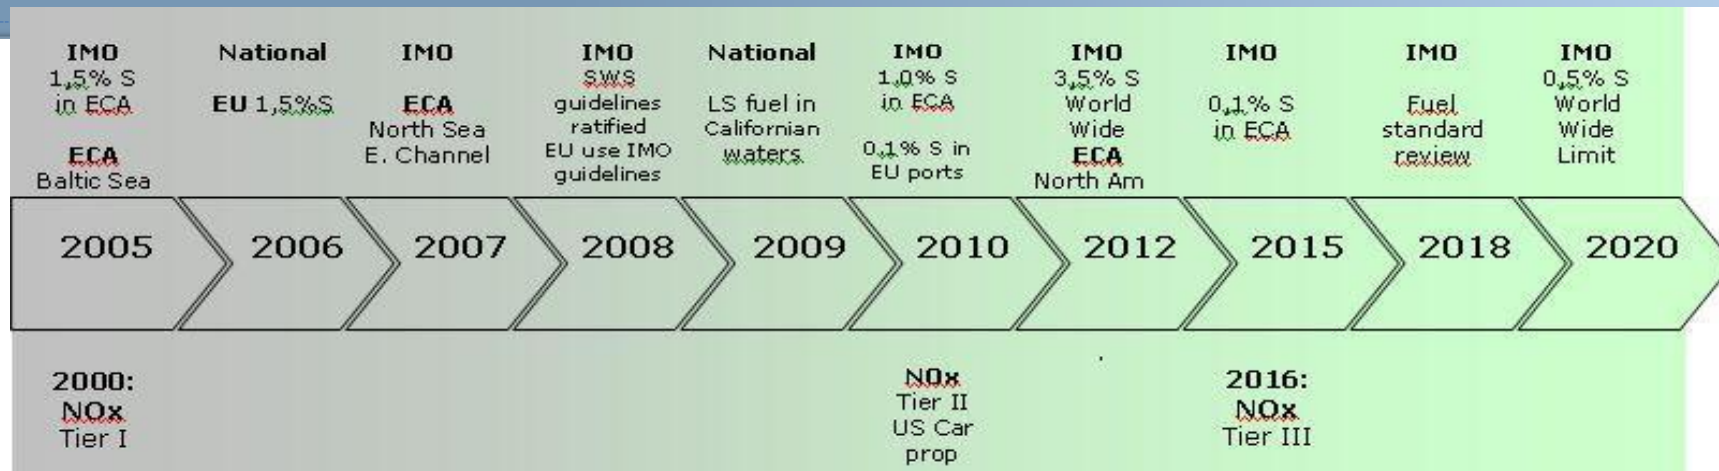 IMO
1,5% S
in ECA
ECA
Baltic Sea
National
EU 1,5%S
IMO
ECA
North Sea
E. Channel
IMO
SWS
guidelines
ratified
EU use IMO
guidelines
National
LS fuel in
Californian
waters
IMO
1,0% S
in ECA
0,1% S in
EU ports
IMO
3,5% S
World
Wide
ECA
North Am
IMO
0,1% S
in ECA
IMO
Fuel
standard
review
IMO
0,5% S
World
Wide
Limit
2005
2006
2007
2008
2009
2010
2012
2015
2018
2020
2000:
NOx
Tier I
NOx
Tier II
US Car
prop
2016:
NOx
Tier III